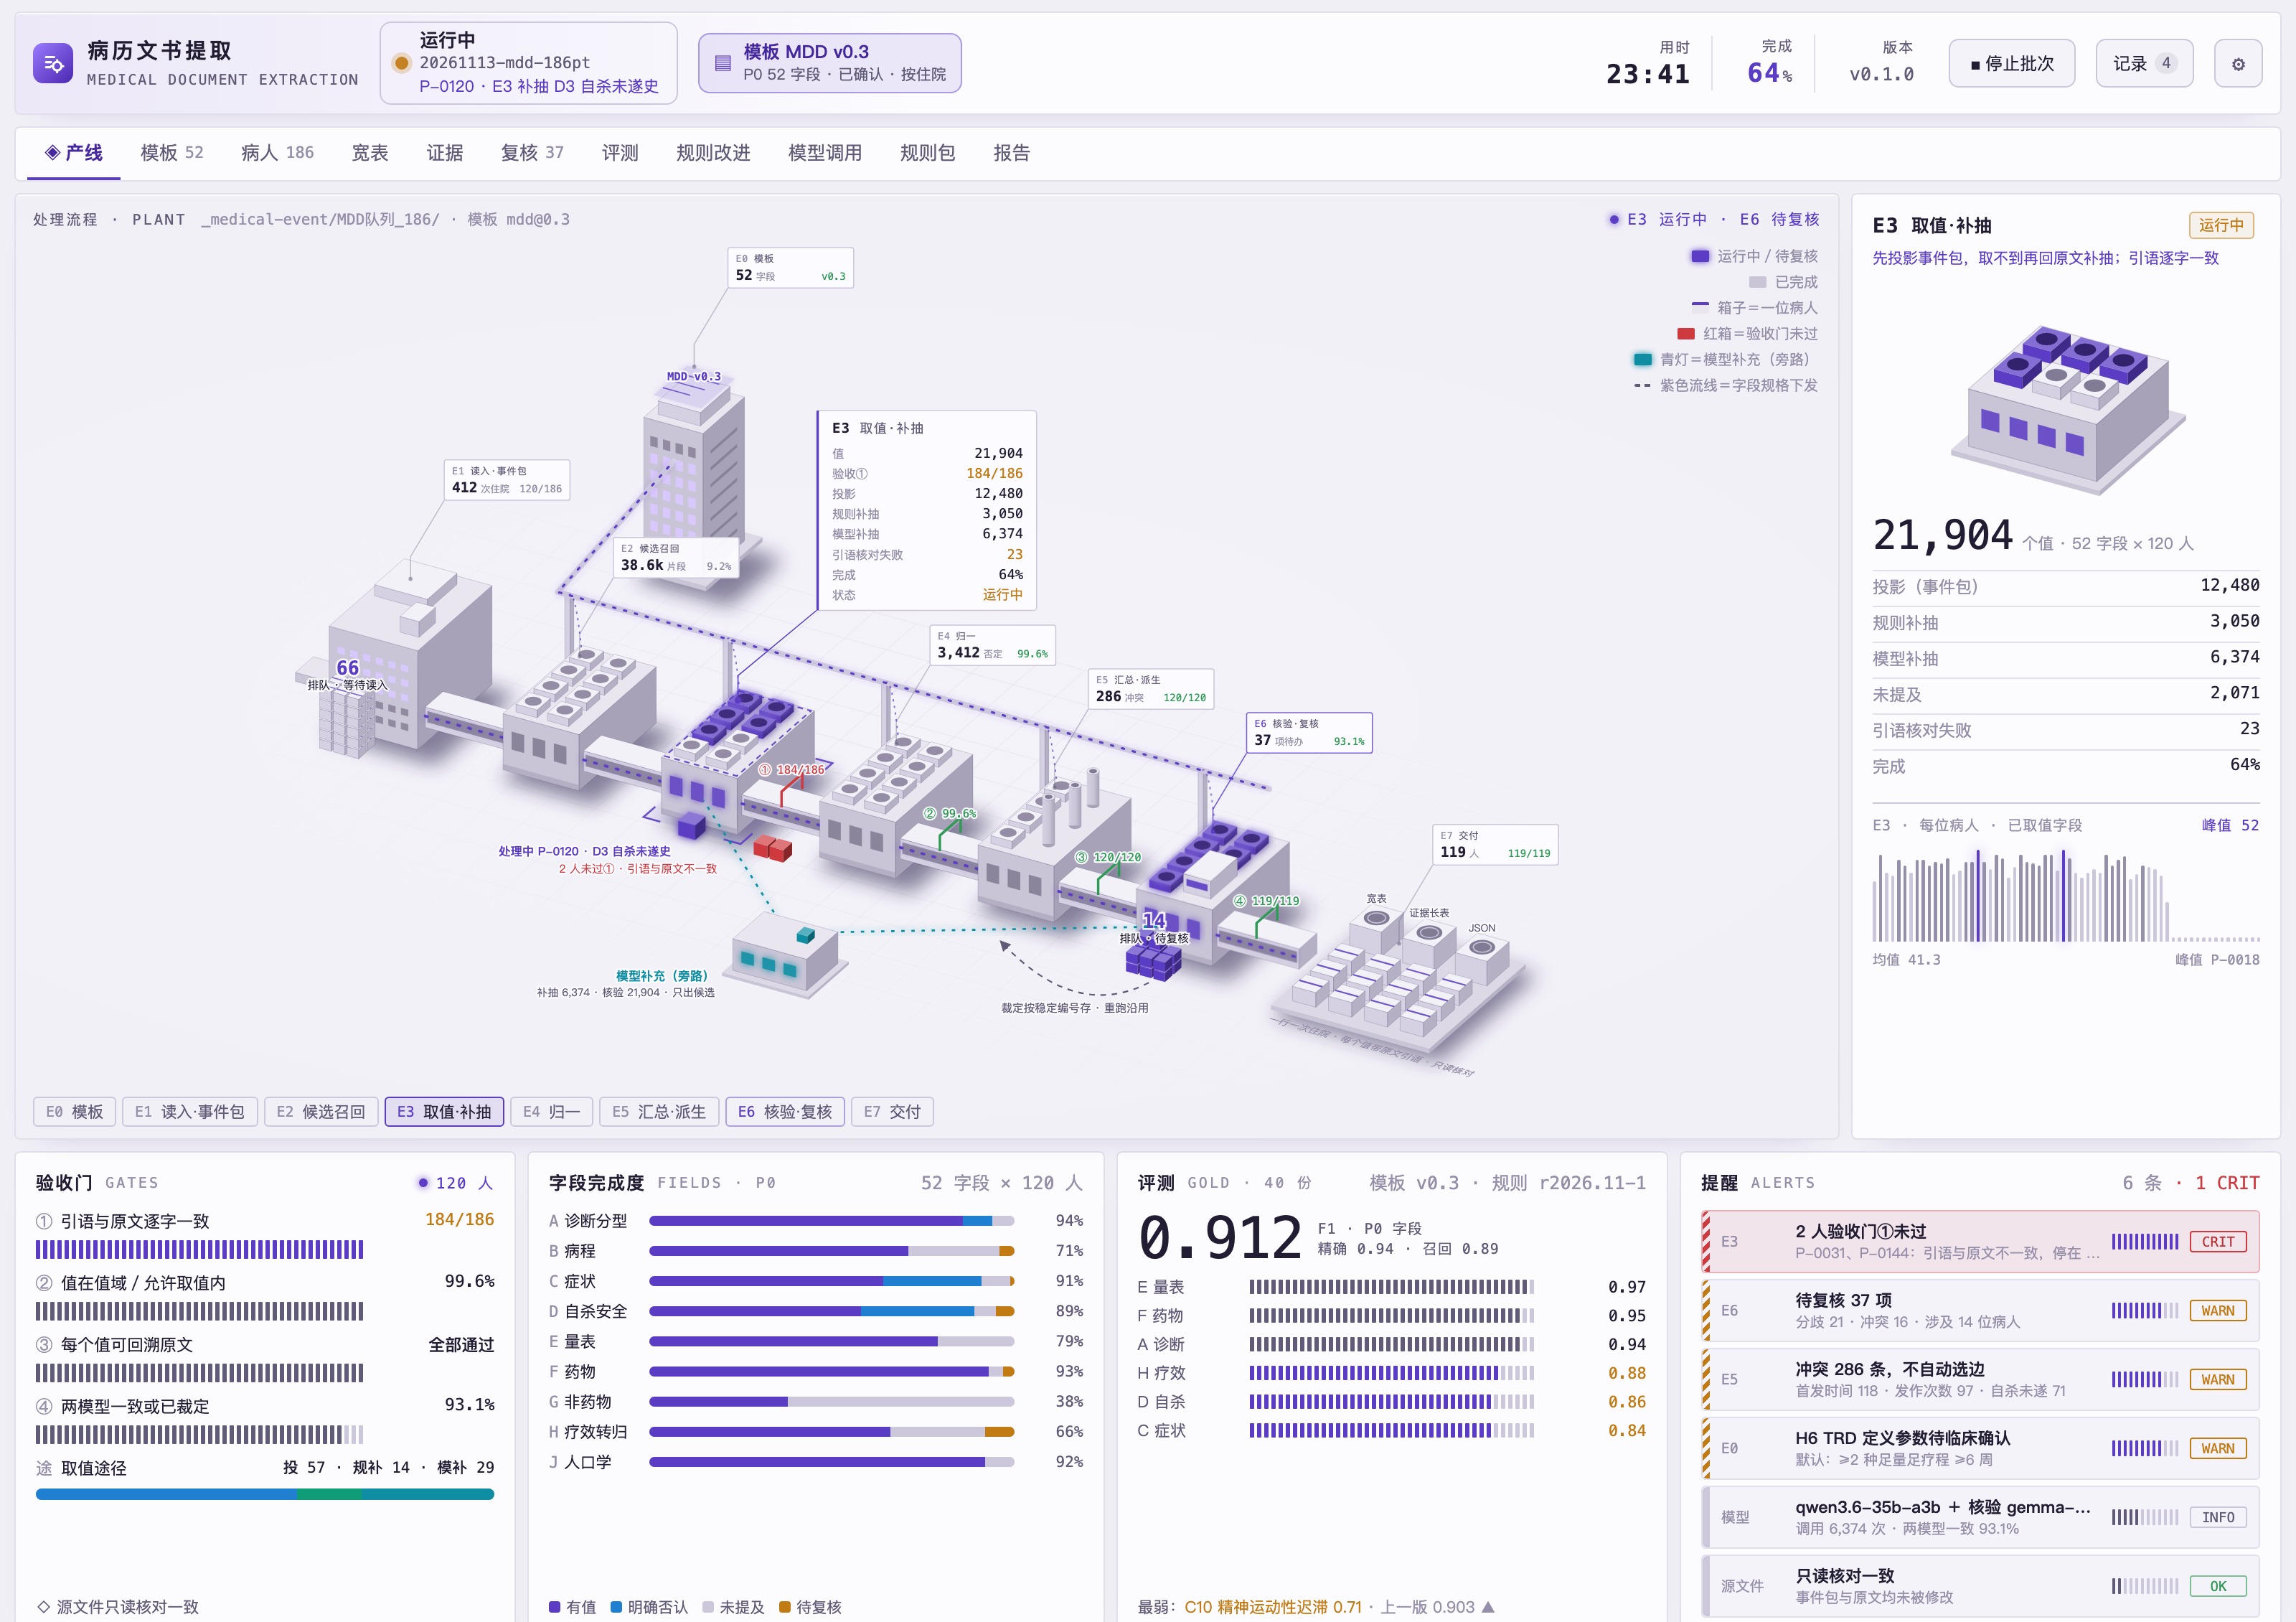 病历文书提取
MEDICAL DOCUMENT EXTRACTION
运行中
20261113-mdd-186pt
P-0120 · E3 补抽 D3 自杀未遂史
模板 MDD v0.3
P0 52 字段 · 已确认 · 按住院
用时
23:41
完成
64%
版本
v0.1.0
■ 停止批次
记录 4
◈ 产线
模板 52
病人 186
宽表
证据
复核 37
评测
规则改进
模型调用
规则包
报告
处理流程 · PLANT _medical-event/MDD队列_186/ · 模板 mdd@0.3
E3 运行中 · E6 待复核
运行中 / 待复核
已完成
箱子=一位病人
红箱=验收门未过
青灯=模型补充（旁路）
紫色流线=字段规格下发
E0 模板
52 字段 v0.3
MDD v0.3
E1 读入·事件包
412 次住院 120/186
E2 候选召回
38.6k 片段 9.2%
E3 取值·补抽
值 21,904
验收① 184/186
投影 12,480
规则补抽 3,050
模型补抽 6,374
引语核对失败 23
完成 64%
状态 运行中
E4 归一
3,412 否定 99.6%
E5 汇总·派生
286 冲突 120/120
E6 核验·复核
37 项待办 93.1%
E7 交付
119 人 119/119
66
排队 · 等待读入
① 184/186
② 99.6%
③ 120/120
④ 119/119
处理中 P-0120 · D3 自杀未遂史
2 人未过① · 引语与原文不一致
14
排队 · 待复核
模型补充（旁路）
补抽 6,374 · 核验 21,904 · 只出候选
裁定按稳定编号存 · 重跑沿用
宽表
证据长表
JSON
一行一次住院 · 每个值带原文引语 · 只读核对
E0 模板
E1 读入·事件包
E2 候选召回
E3 取值·补抽
E4 归一
E5 汇总·派生
E6 核验·复核
E7 交付
E3 取值·补抽
运行中
先投影事件包，取不到再回原文补抽；引语逐字一致
21,904 个值 · 52 字段 × 120 人
投影（事件包） 12,480
规则补抽 3,050
模型补抽 6,374
未提及 2,071
引语核对失败 23
完成 64%
E3 · 每位病人 · 已取值字段 峰值 52
均值 41.3 峰值 P-0018
验收门 GATES 120 人
① 引语与原文逐字一致 184/186
② 值在值域 / 允许取值内 99.6%
③ 每个值可回溯原文 全部通过
④ 两模型一致或已裁定 93.1%
途 取值途径 投 57 · 规补 14 · 模补 29
◇ 源文件只读核对一致
字段完成度 FIELDS · P0 52 字段 × 120 人
A 诊断分型 94%
B 病程 71%
C 症状 91%
D 自杀安全 89%
E 量表 79%
F 药物 93%
G 非药物 38%
H 疗效转归 66%
J 人口学 92%
有值 明确否认 未提及 待复核
评测 GOLD · 40 份 模板 v0.3 · 规则 r2026.11-1
0.912
F1 · P0 字段
精确 0.94 · 召回 0.89
E 量表 0.97
F 药物 0.95
A 诊断 0.94
H 疗效 0.88
D 自杀 0.86
C 症状 0.84
最弱：C10 精神运动性迟滞 0.71 · 上一版 0.903 ▲
提醒 ALERTS 6 条 · 1 CRIT
E3
2 人验收门①未过
P-0031、P-0144：引语与原文不一致，停在 …
CRIT
E6
待复核 37 项
分歧 21 · 冲突 16 · 涉及 14 位病人
WARN
E5
冲突 286 条，不自动选边
首发时间 118 · 发作次数 97 · 自杀未遂 71
WARN
E0
H6 TRD 定义参数待临床确认
默认：≥2 种足量足疗程 ≥6 周
WARN
模型
qwen3.6-35b-a3b + 核验 gemma-…
调用 6,374 次 · 两模型一致 93.1%
INFO
源文件
只读核对一致
事件包与原文均未被修改
OK